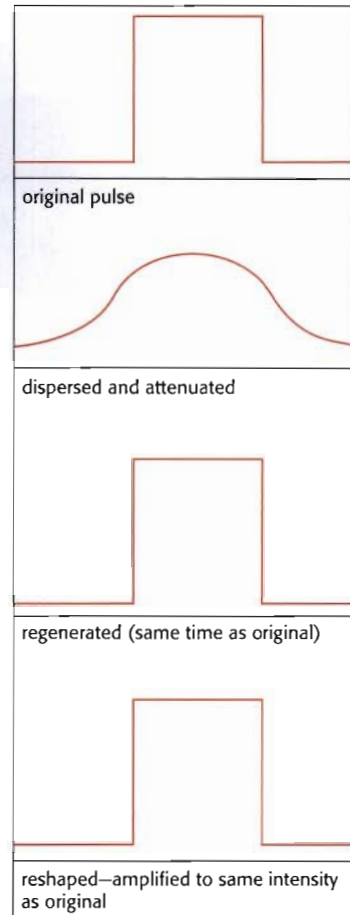 original pulse
dispersed and attenuated
regenerated (same time as original)
reshaped—amplified to same intensity
as original